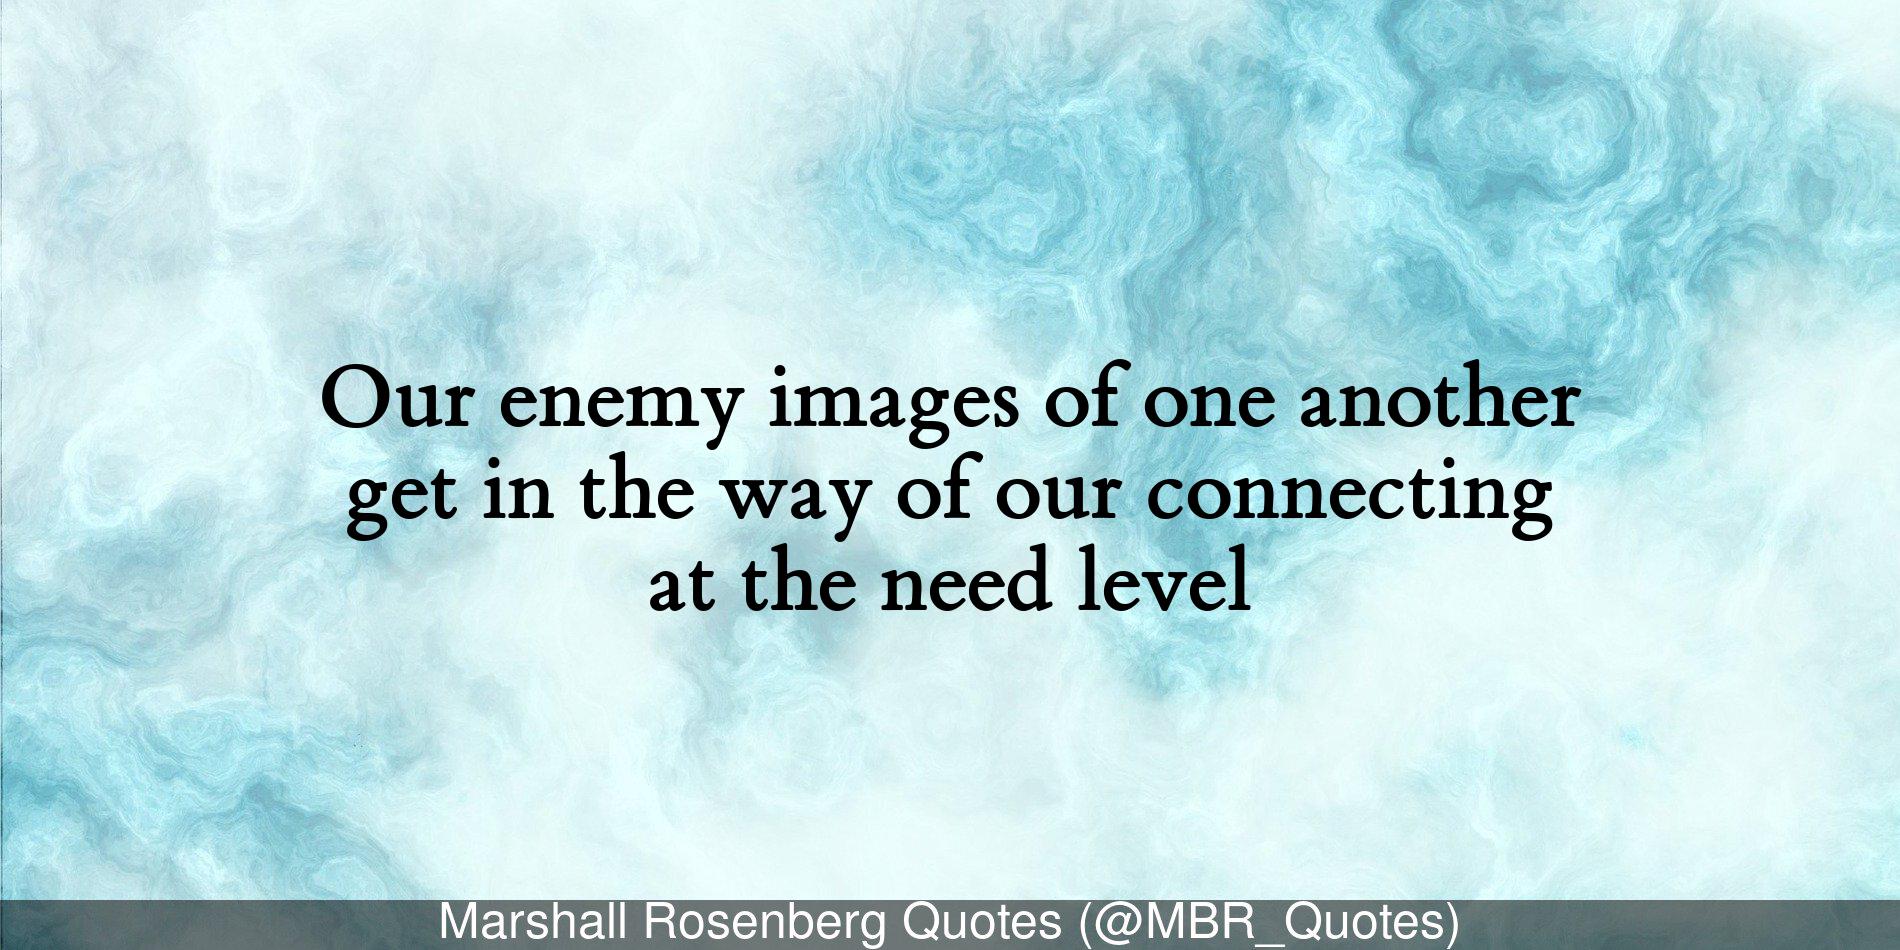 Our enemy images of one another
get in the way of our connecting
at the need level
Marshall Rosenberg Quotes (@MBR_Quotes)